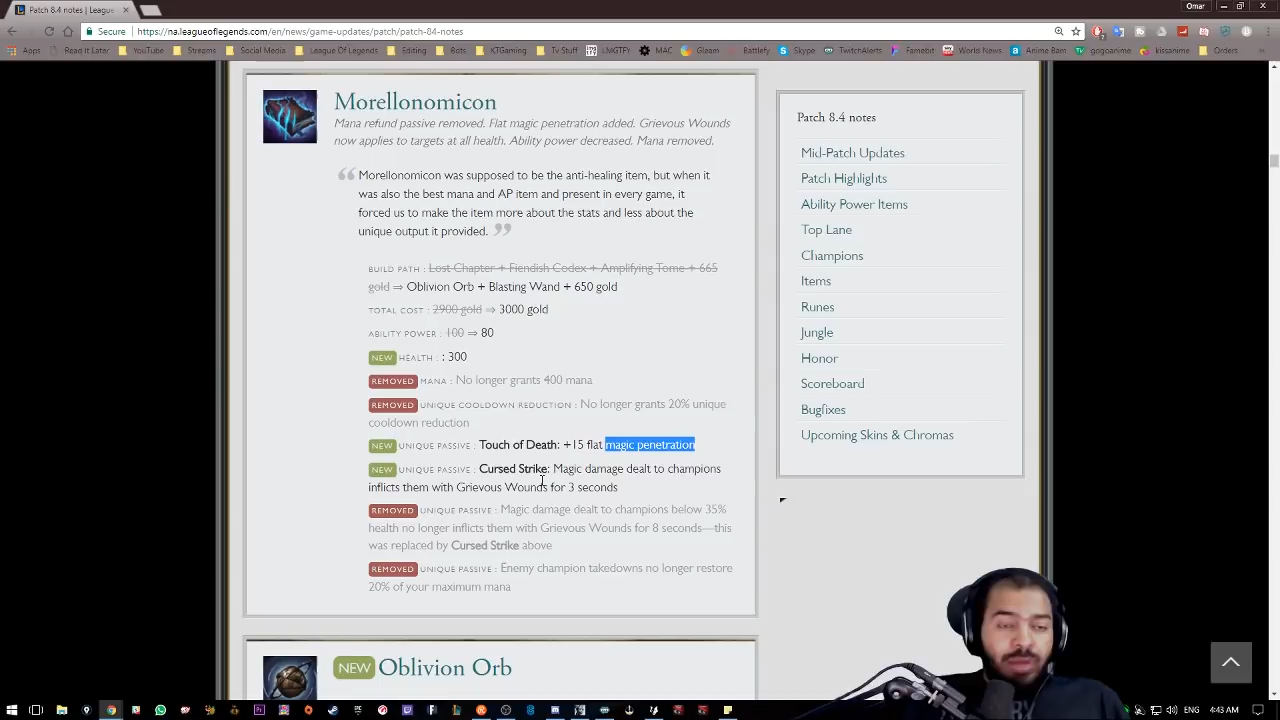 Patch 8.4 notes | League
Omar
Secure
https://na.leagueoflegends.com/en/news/game-updates/patch/patch-84-notes
Apps
Read It Later
YouTube
Streams
Social Media
League Of Legends
Editing
Bots
KTGaming
Tv Stuff
LMGTFY
MAC
Gleam
Battlefy
Skype
TwitchAlerts
Famebit
World News
Anime Bam
gogoanime
kissanime
Orders
Morellonomicon
Mana refund passive removed. Flat magic penetration added. Grievous Wounds
now applies to targets at all health. Ability power decreased. Mana removed.
“ Morellonomicon was supposed to be the anti-healing item, but when it
was also the best mana and AP item and present in every game, it
forced us to make the item more about the stats and less about the
unique output it provided. ”
BUILD PATH : Lost Chapter + Fiendish Codex + Amplifying Tome + 665
gold ⇒ Oblivion Orb + Blasting Wand + 650 gold
TOTAL COST : 2900 gold ⇒ 3000 gold
ABILITY POWER : 100 ⇒ 80
NEW HEALTH : : 300
REMOVED MANA : No longer grants 400 mana
REMOVED UNIQUE COOLDOWN REDUCTION : No longer grants 20% unique
cooldown reduction
NEW UNIQUE PASSIVE : Touch of Death: +15 flat magic penetration
NEW UNIQUE PASSIVE : Cursed Strike: Magic damage dealt to champions
inflicts them with Grievous Wounds for 3 seconds
REMOVED UNIQUE PASSIVE : Magic damage dealt to champions below 35%
health no longer inflicts them with Grievous Wounds for 8 seconds—this
was replaced by Cursed Strike above
REMOVED UNIQUE PASSIVE : Enemy champion takedowns no longer restore
20% of your maximum mana
NEW Oblivion Orb
Patch 8.4 notes
Mid-Patch Updates
Patch Highlights
Ability Power Items
Top Lane
Champions
Items
Runes
Jungle
Honor
Scoreboard
Bugfixes
Upcoming Skins & Chromas
4:43 AM